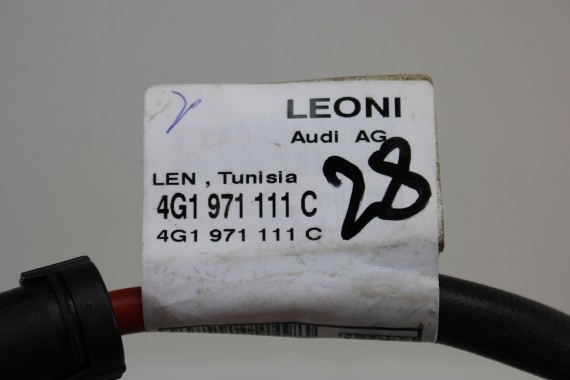 LEONI
Audi AG
28
LEN , Tunisia
4G1 971 111 C
4G1 971 111 C